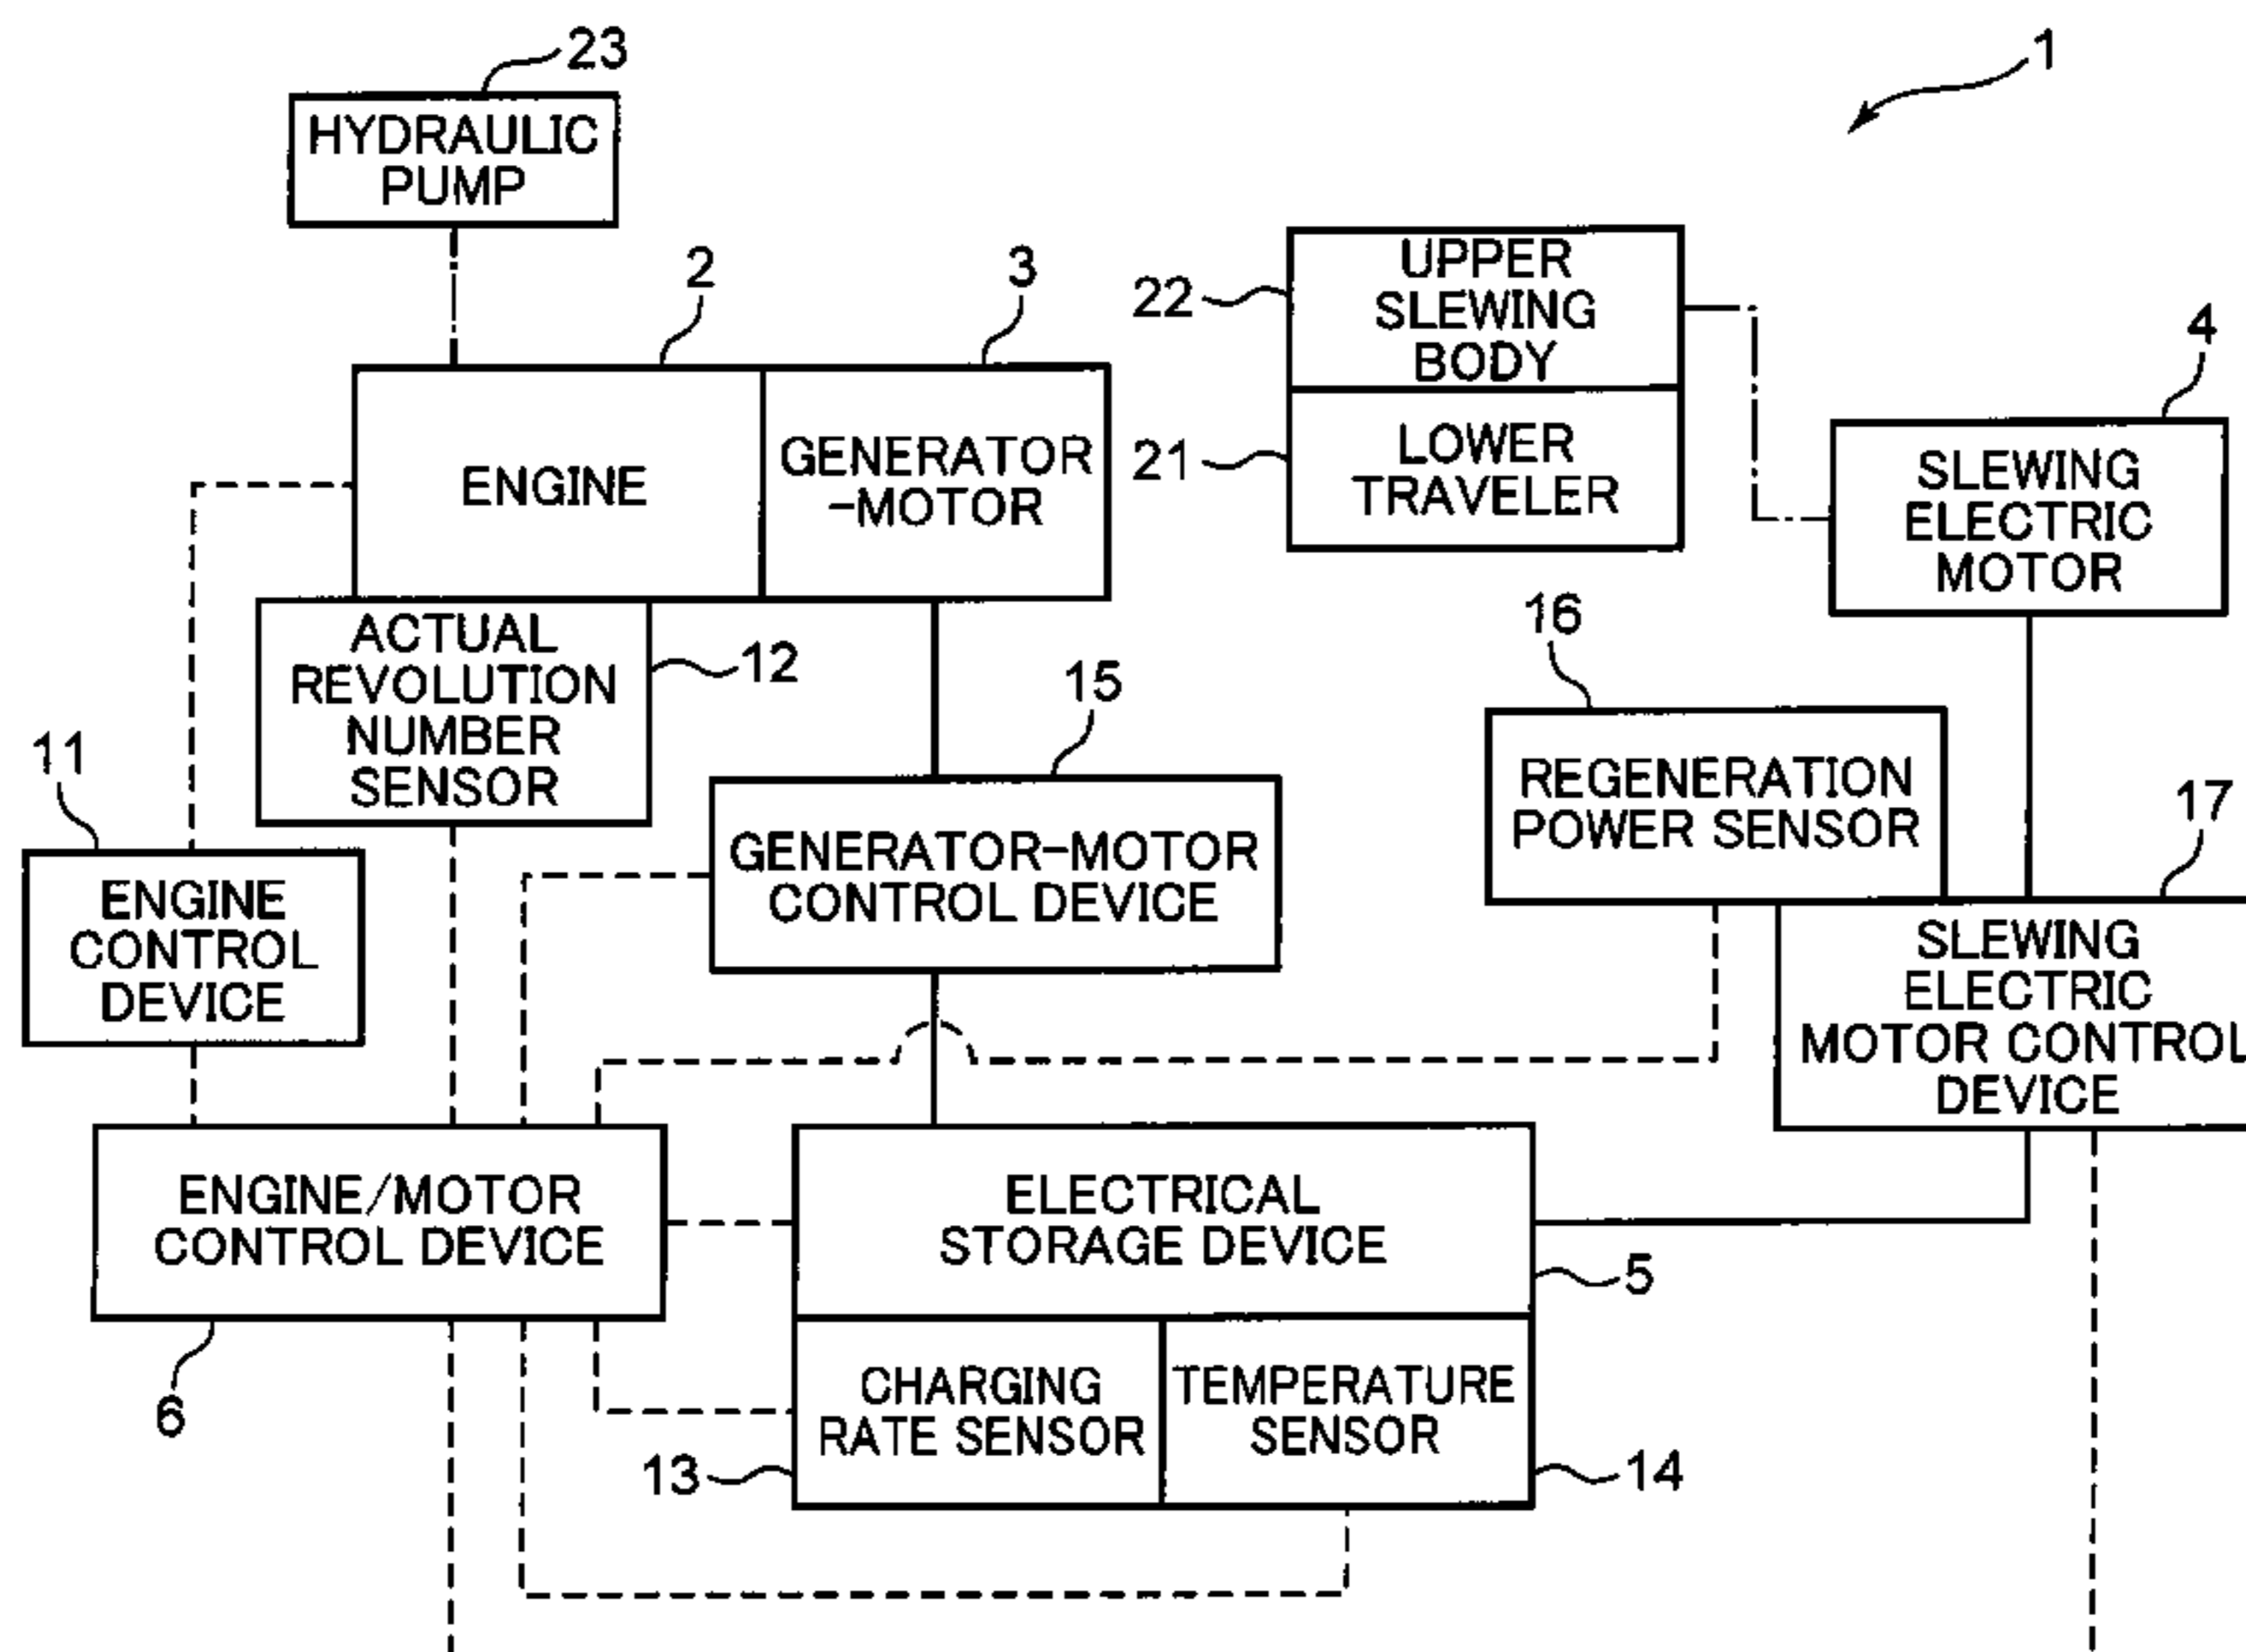 23
1
HYDRAULIC
PUMP
2
3
22
UPPER
SLEWING
BODY
4
21
LOWER
TRAVELER
ENGINE
GENERATOR
-MOTOR
SLEWING
ELECTRIC
MOTOR
16
ACTUAL
REVOLUTION
NUMBER
SENSOR
12
15
11
REGENERATION
POWER SENSOR
17
ENGINE
CONTROL
DEVICE
GENERATOR-MOTOR
CONTROL DEVICE
SLEWING
ELECTRIC
MOTOR CONTROL
DEVICE
ENGINE/MOTOR
CONTROL DEVICE
ELECTRICAL
STORAGE DEVICE
5
6
CHARGING
RATE SENSOR
TEMPERATURE
SENSOR
13
14